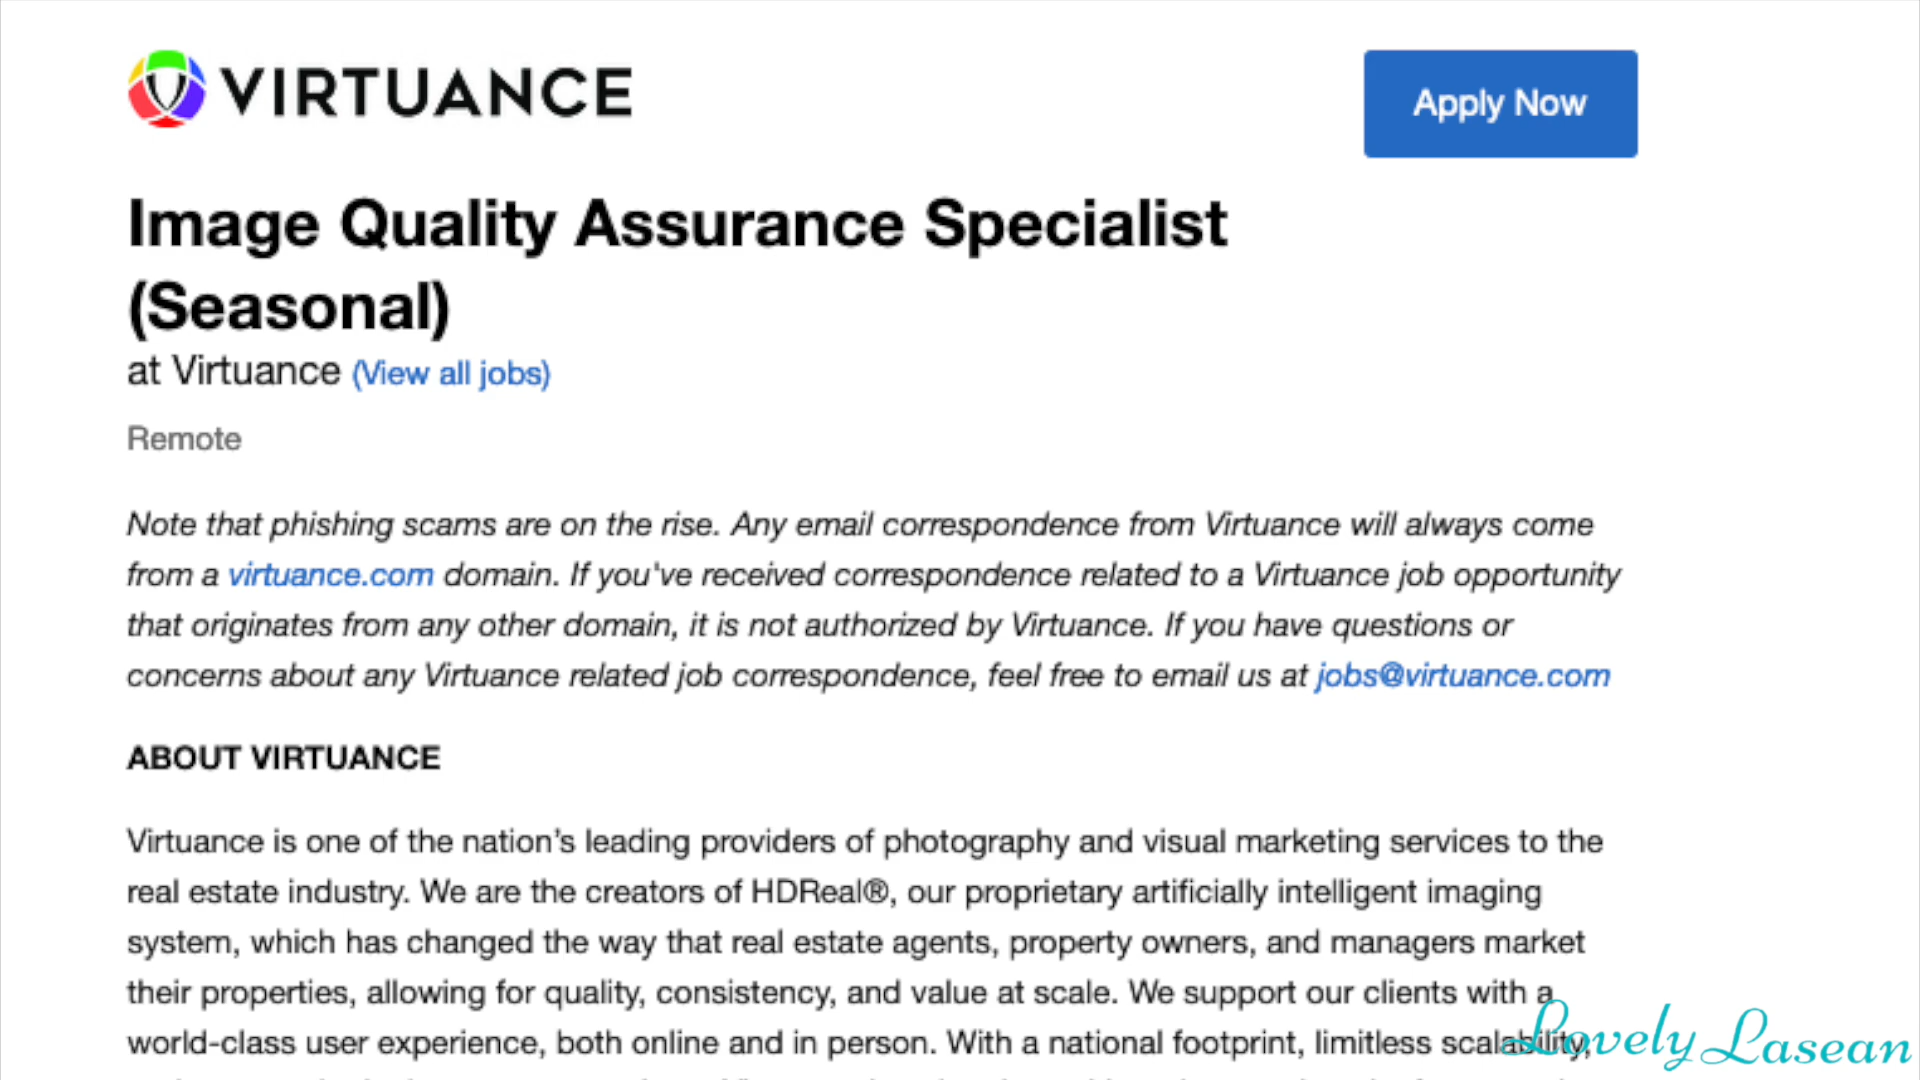 VIRTUANCE
Apply Now
Image Quality Assurance Specialist
(Seasonal)
at Virtuance (View all jobs)
Remote
Note that phishing scams are on the rise. Any email correspondence from Virtuance will always come
from a virtuance.com domain. If you've received correspondence related to a Virtuance job opportunity
that originates from any other domain, it is not authorized by Virtuance. If you have questions or
concerns about any Virtuance related job correspondence, feel free to email us at jobs@virtuance.com
ABOUT VIRTUANCE
Virtuance is one of the nation’s leading providers of photography and visual marketing services to the
real estate industry. We are the creators of HDReal®, our proprietary artificially intelligent imaging
system, which has changed the way that real estate agents, property owners, and managers market
their properties, allowing for quality, consistency, and value at scale. We support our clients with a
world-class user experience, both online and in person. With a national footprint, limitless scalability,
Lovely Lasean